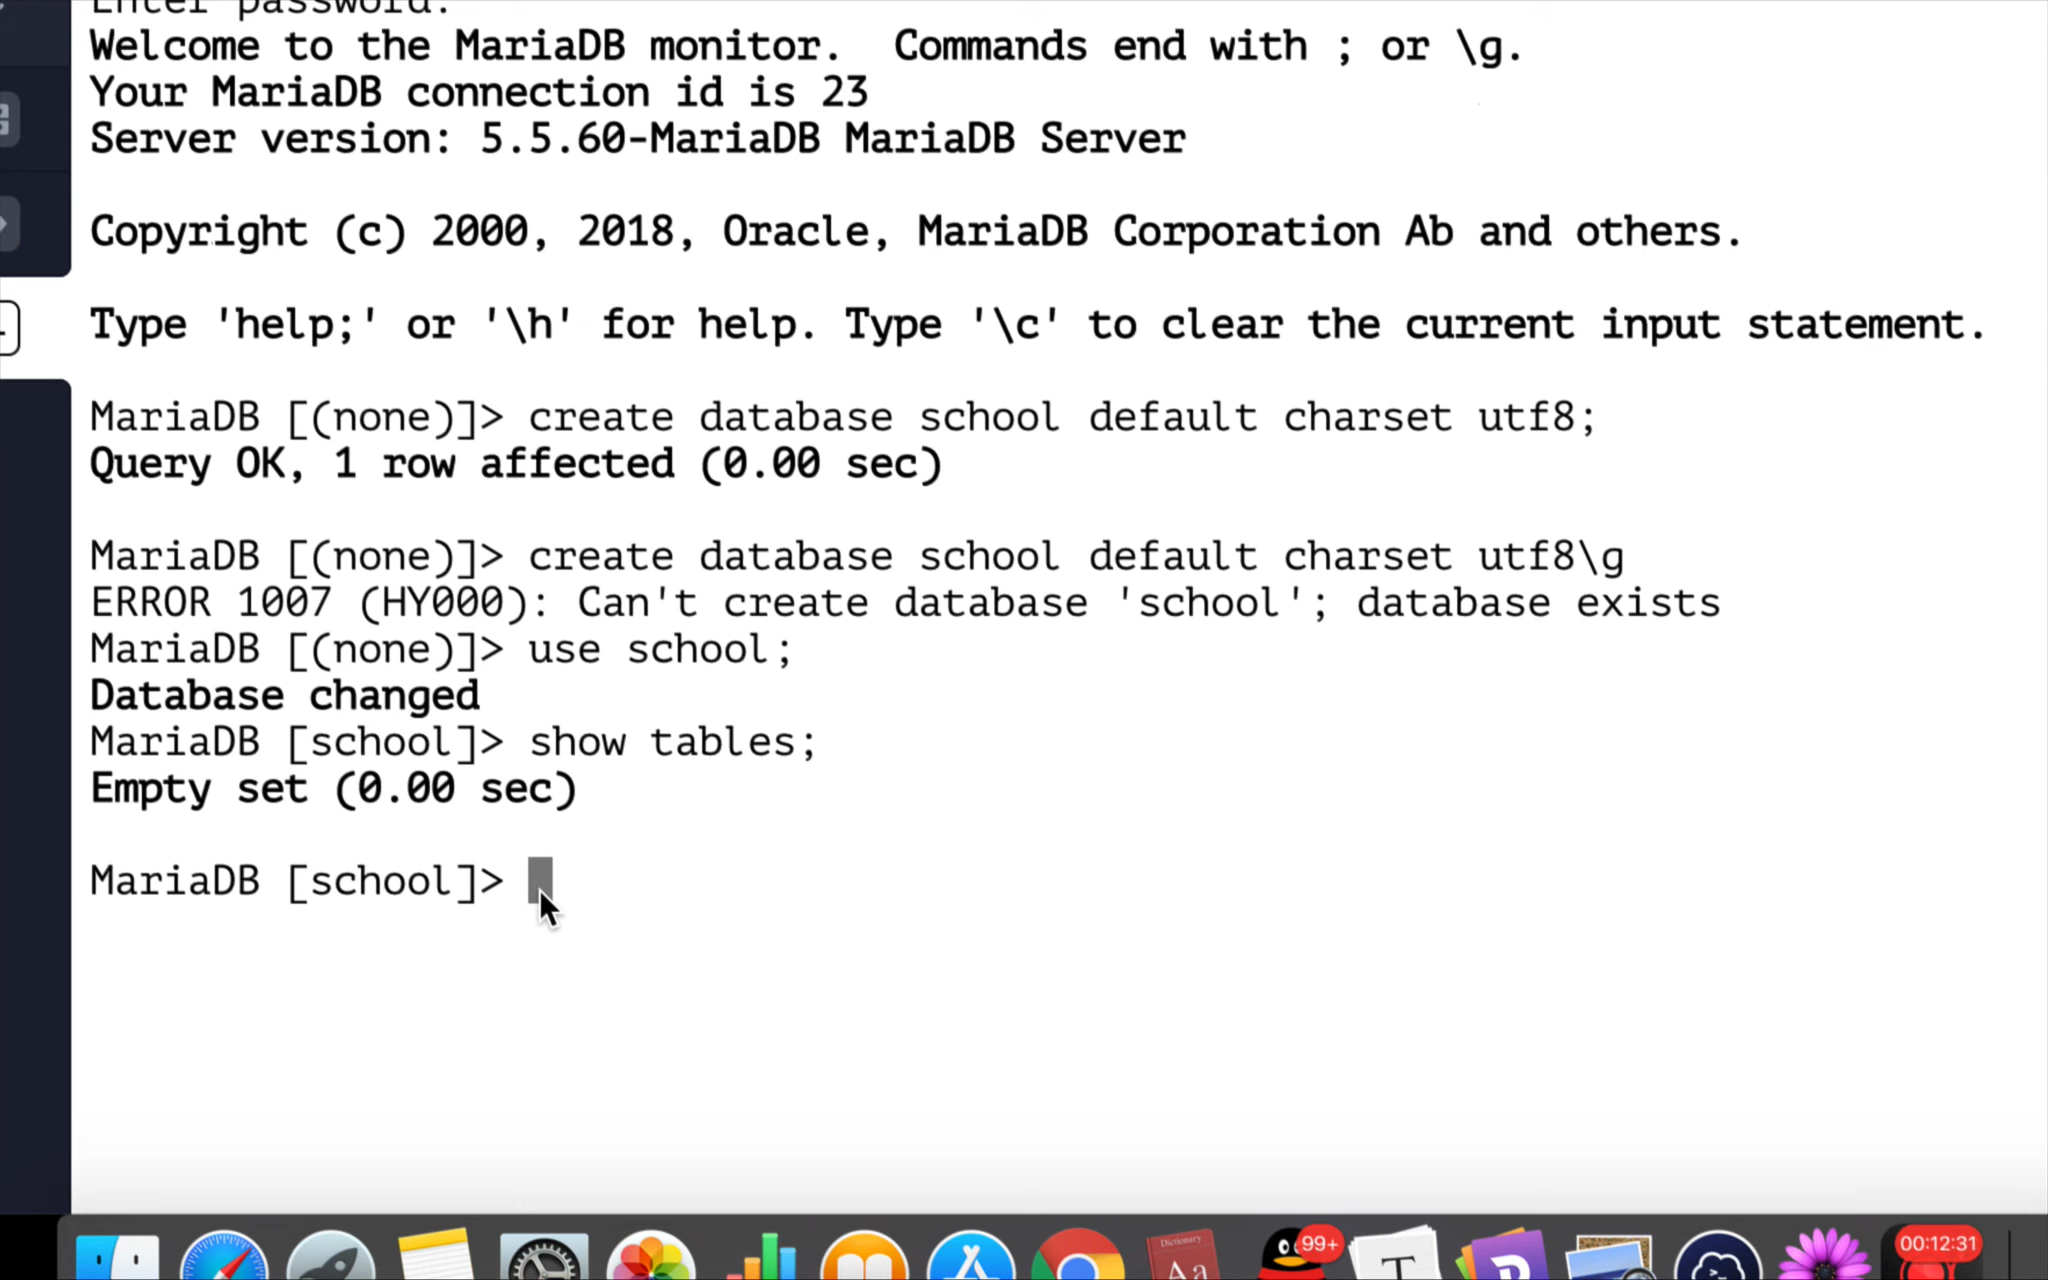 Enter password:
Welcome to the MariaDB monitor.  Commands end with ; or \g.
Your MariaDB connection id is 23
Server version: 5.5.60-MariaDB MariaDB Server
Copyright (c) 2000, 2018, Oracle, MariaDB Corporation Ab and others.
Type 'help;' or '\h' for help. Type '\c' to clear the current input statement.
MariaDB [(none)]> create database school default charset utf8;
Query OK, 1 row affected (0.00 sec)
MariaDB [(none)]> create database school default charset utf8\g
ERROR 1007 (HY000): Can't create database 'school'; database exists
MariaDB [(none)]> use school;
Database changed
MariaDB [school]> show tables;
Empty set (0.00 sec)
MariaDB [school]>
Dictionary
Aa
99+
T
00:12:31